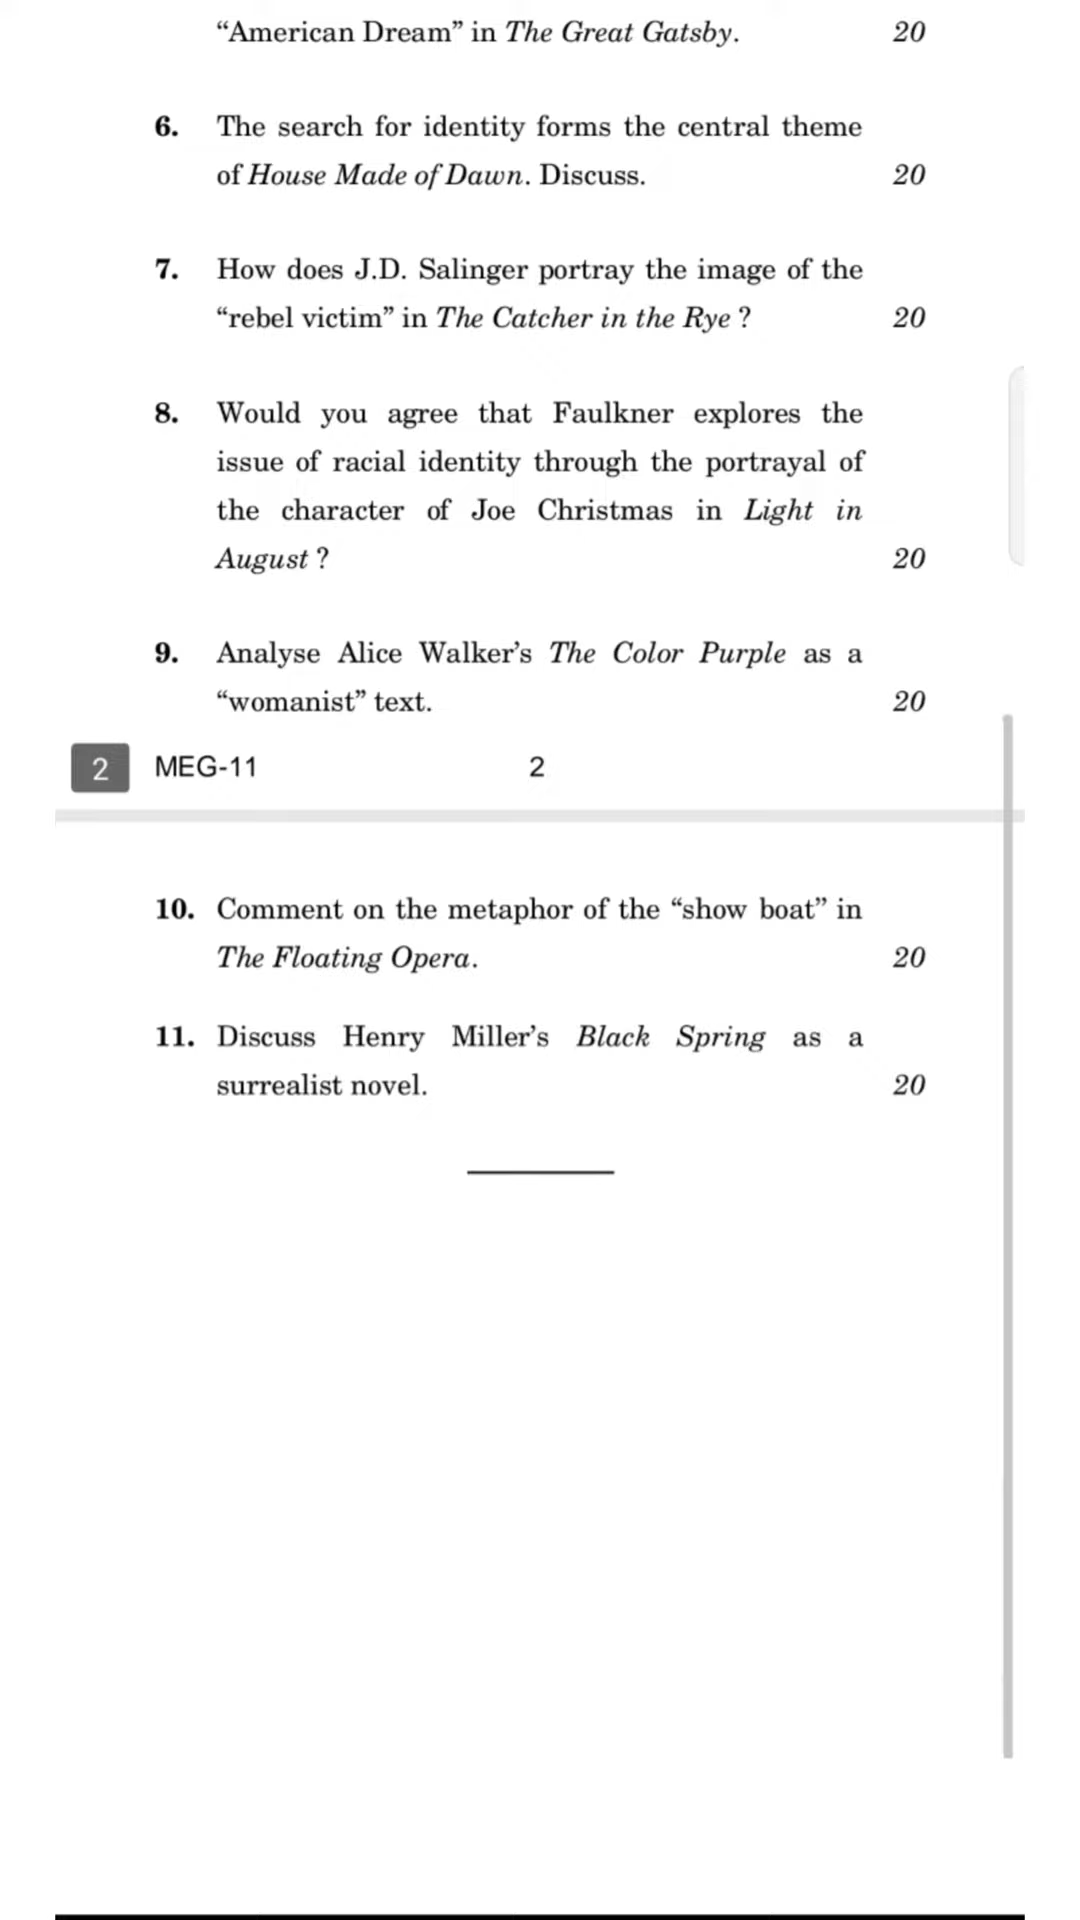 “American Dream” in The Great Gatsby. 20
6. The search for identity forms the central theme
of House Made of Dawn. Discuss. 20
7. How does J.D. Salinger portray the image of the
“rebel victim” in The Catcher in the Rye ? 20
8. Would you agree that Faulkner explores the
issue of racial identity through the portrayal of
the character of Joe Christmas in Light in
August ? 20
9. Analyse Alice Walker’s The Color Purple as a
“womanist” text. 20
2 MEG-11 2
10. Comment on the metaphor of the “show boat” in
The Floating Opera. 20
11. Discuss Henry Miller’s Black Spring as a
surrealist novel. 20